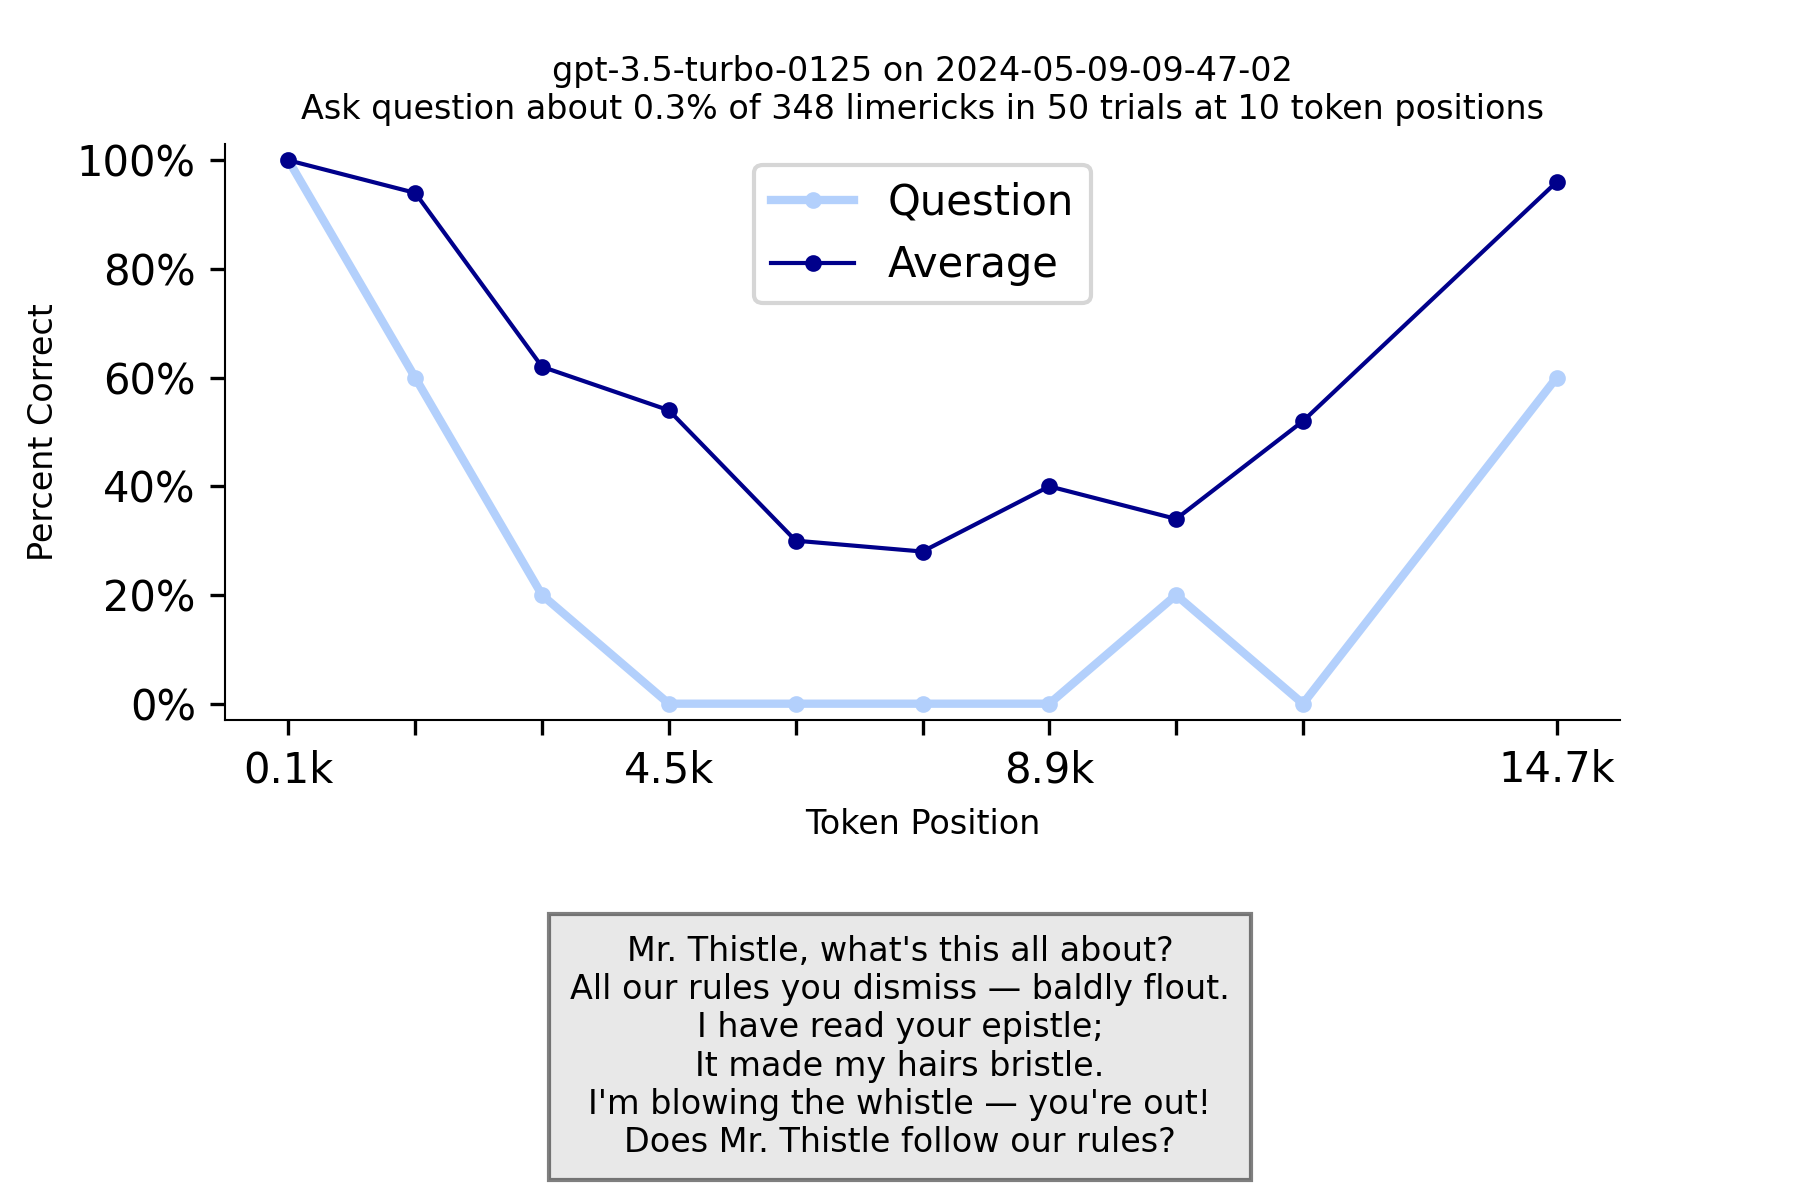 gpt-3.5-turbo-0125 on 2024-05-09-09-47-02
Ask question about 0.3% of 348 limericks in 50 trials at 10 token positions
100%
80%
60%
40%
20%
0%
Percent Correct
Question
Average
0.1k
4.5k
8.9k
14.7k
Token Position
Mr. Thistle, what's this all about?
All our rules you dismiss — baldly flout.
I have read your epistle;
It made my hairs bristle.
I'm blowing the whistle — you're out!
Does Mr. Thistle follow our rules?